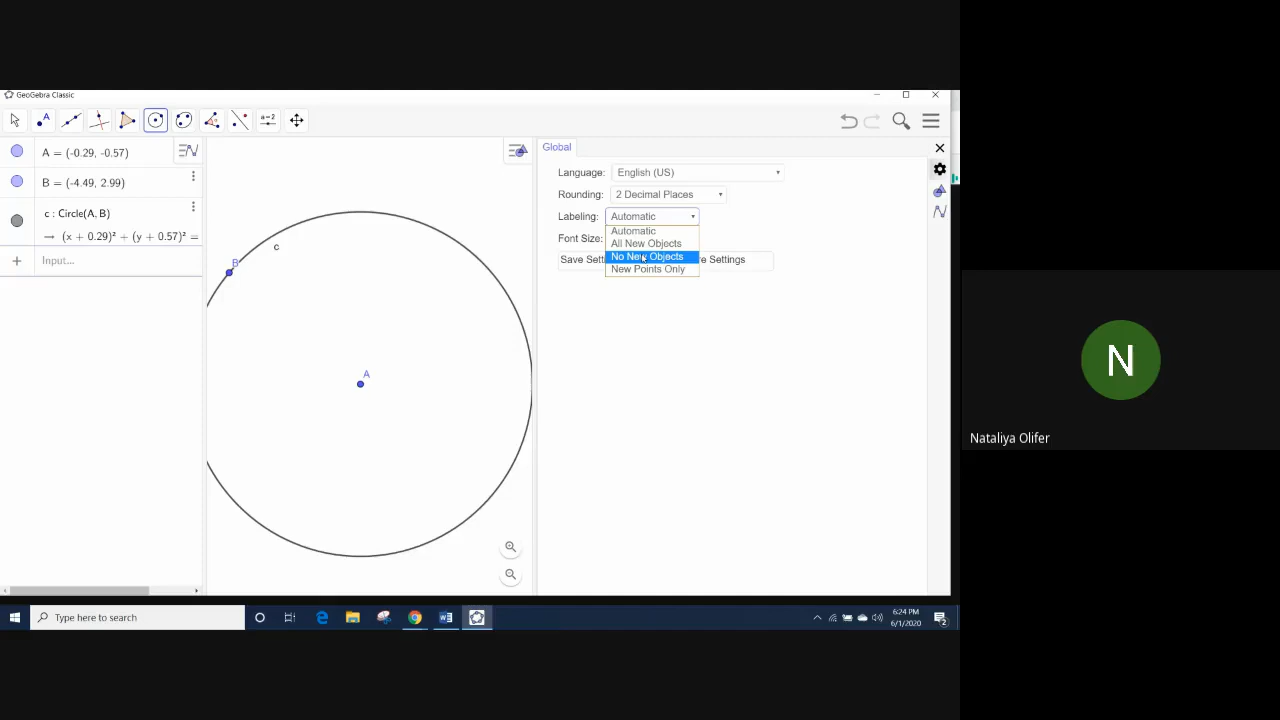 GeoGebra Classic
A
a=2
A = (-0.29, -0.57)
B = (-4.49, 2.99)
c : Circle(A, B)
→ (x + 0.29)² + (y + 0.57)² =
+ Input...
c
B
A
Global
Language: English (US)
Rounding: 2 Decimal Places
Labeling: Automatic
Automatic
All New Objects
No New Objects
New Points Only
Font Size:
Save Sett
e Settings
N
Nataliya Olifer
Type here to search
6:24 PM
6/1/2020
2